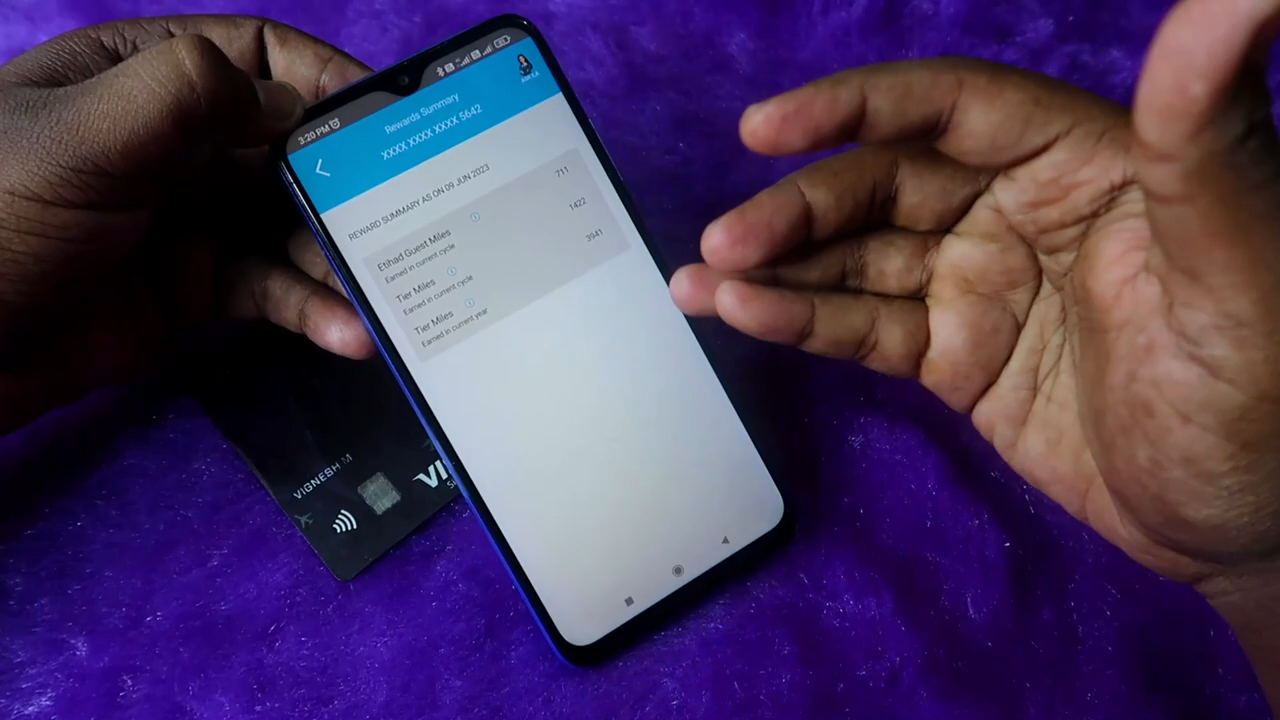 3:20 PM
Rewards Summary
XXXX XXXX XXXX 5642
ASK ILA
REWARD SUMMARY AS ON 09 JUN 2023
Etihad Guest Miles 711
Earned in current cycle
Tier Miles 1422
Earned in current cycle
Tier Miles 3941
Earned in current year
VIGNESH M